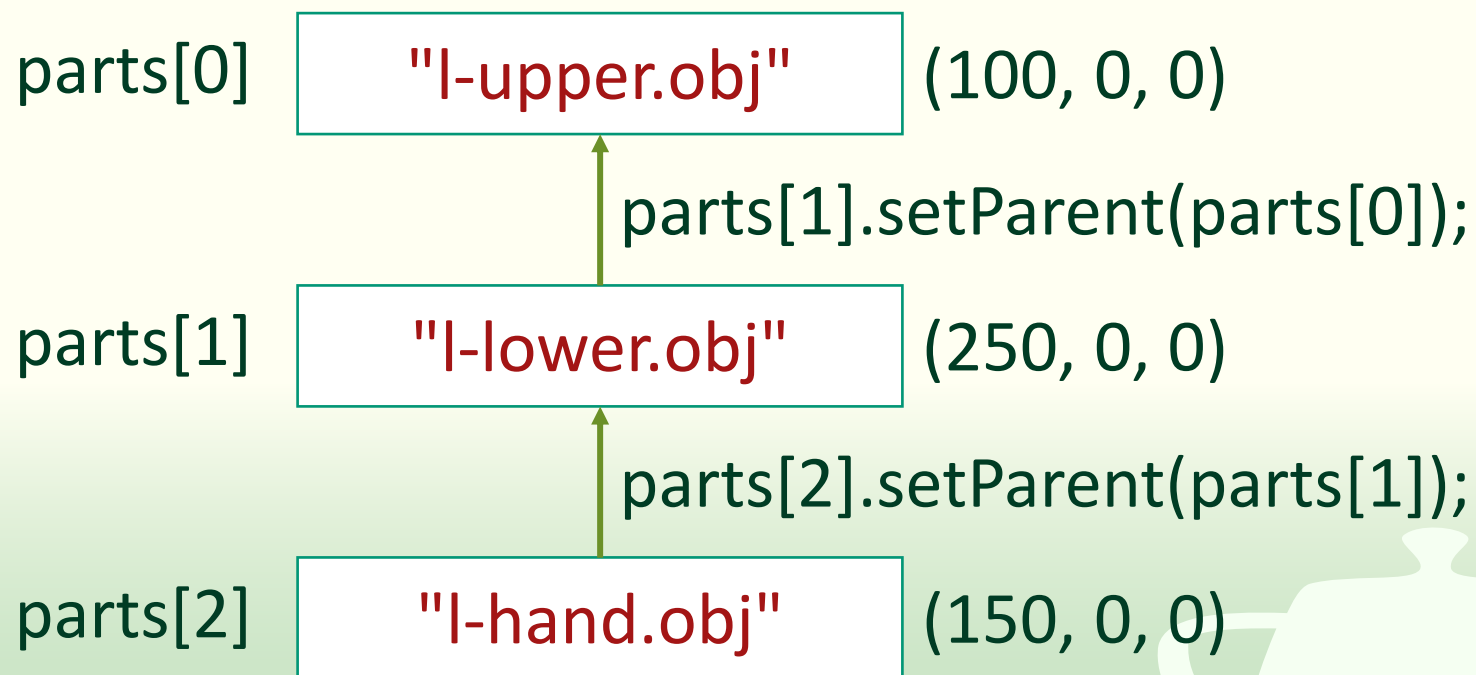 parts[0] "l-upper.obj" (100, 0, 0)
parts[1].setParent(parts[0]);
parts[1] "l-lower.obj" (250, 0, 0)
parts[2].setParent(parts[1]);
parts[2] "l-hand.obj" (150, 0, 0)